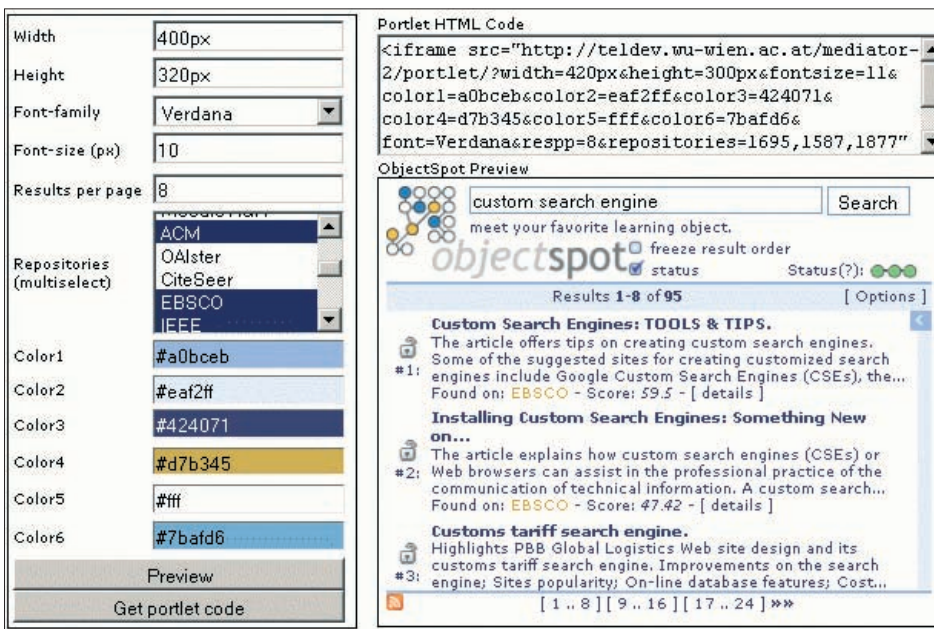 Width
400px
Height
320px
Font-family
Verdana
Font-size (px)
10
Results per page
8
Repositories
(multiselect)
ACM
OAIster
CiteSeer
EBSCO
IEEE
Color1
#a0bceb
Color2
#eaf2ff
Color3
#424071
Color4
#d7b345
Color5
#fff
Color6
#7bafd6
Preview
Get portlet code
Portlet HTML Code
<iframe src="http://teldev.wu-wien.ac.at/mediator-
2/portlet/?width=420px&height=300px&fontsize=11&
color1=a0bceb&color2=eaf2ff&color3=424071&
color4=d7b345&color5=fff&color6=7bafd6&
font=Verdana&respp=8&repositories=1695,1587,1877"
ObjectSpot Preview
custom search engine
Search
meet your favorite learning object.
objectspot
freeze result order
status
Status(?):
Results 1-8 of 95
[ Options ]
Custom Search Engines: TOOLS & TIPS.
The article offers tips on creating custom search engines.
Some of the suggested sites for creating customized search
#1: engines include Google Custom Search Engines (CSEs), the...
Found on: EBSCO - Score: 59.5 - [ details ]
Installing Custom Search Engines: Something New
on...
The article explains how custom search engines (CSEs) or
#2: Web browsers can assist in the professional practice of the
communication of technical information. A custom search...
Found on: EBSCO - Score: 47.42 - [ details ]
Customs tariff search engine.
Highlights PBB Global Logistics Web site design and its
customs tariff search engine. Improvements on the search
#3: engine; Sites popularity; On-line database features; Cost...
[ 1 .. 8 ] [ 9 .. 16 ] [ 17 .. 24 ] »»